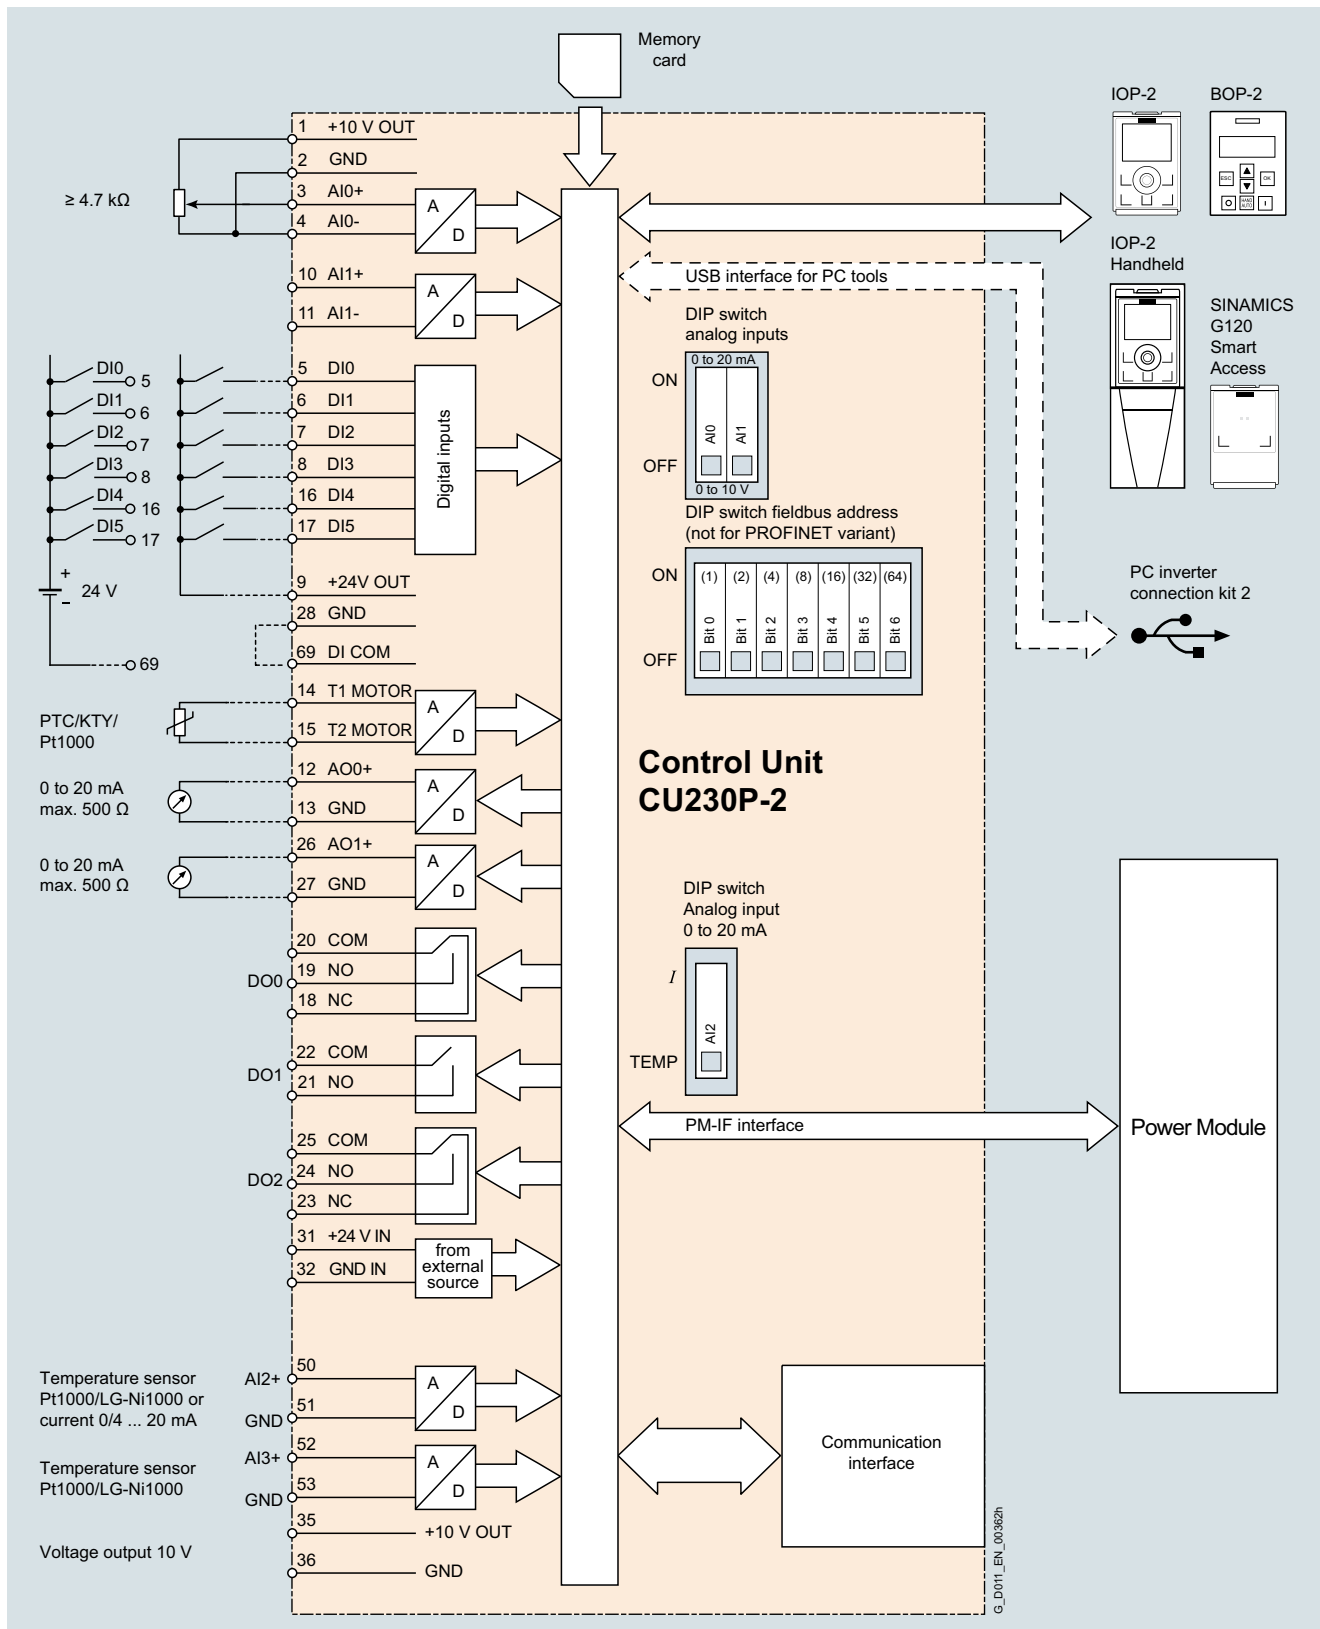 Memory
card
IOP-2
BOP-2
ESC
OK
HAND
AUTO
IOP-2
Handheld
SINAMICS
G120
Smart
Access
PC inverter
connection kit 2
1 +10 V OUT
2 GND
3 AI0+
4 AI0-
≥ 4.7 kΩ
A
D
10 AI1+
11 AI1-
A
D
USB interface for PC tools
DIP switch
analog inputs
0 to 20 mA
ON
AI0
AI1
OFF
0 to 10 V
DI0 5
DI1 6
DI2 7
DI3 8
DI4 16
DI5 17
+
24 V
-
69
5 DI0
6 DI1
7 DI2
8 DI3
16 DI4
17 DI5
Digital inputs
9 +24V OUT
28 GND
69 DI COM
DIP switch fieldbus address
(not for PROFINET variant)
ON
(1) (2) (4) (8) (16) (32) (64)
Bit 0
Bit 1
Bit 2
Bit 3
Bit 4
Bit 5
Bit 6
OFF
PTC/KTY/
Pt1000
14 T1 MOTOR
15 T2 MOTOR
A
D
Control Unit
CU230P-2
0 to 20 mA
max. 500 Ω
12 AO0+
13 GND
A
D
0 to 20 mA
max. 500 Ω
26 AO1+
27 GND
A
D
DIP switch
Analog input
0 to 20 mA
I
AI2
TEMP
DO0
20 COM
19 NO
18 NC
DO1
22 COM
21 NO
PM-IF interface
Power Module
DO2
25 COM
24 NO
23 NC
31 +24 V IN
32 GND IN
from
external
source
Temperature sensor
Pt1000/LG-Ni1000 or
current 0/4 ... 20 mA
AI2+ 50
GND 51
A
D
Temperature sensor
Pt1000/LG-Ni1000
AI3+ 52
GND 53
A
D
Communication
interface
Voltage output 10 V
35 +10 V OUT
36 GND
G_D011_EN_00362h